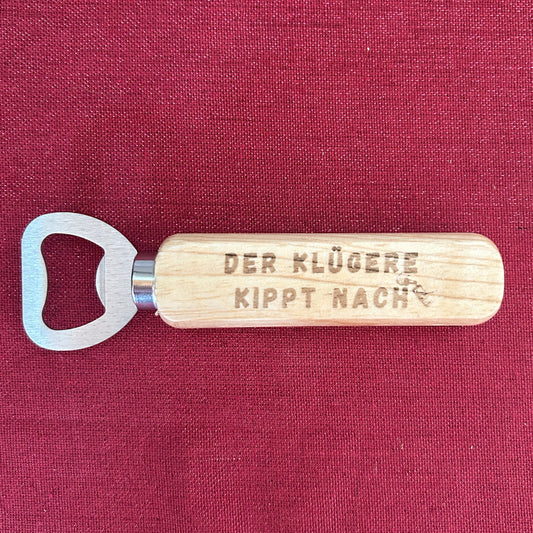 DER KLÜGERE
KIPPT NACH